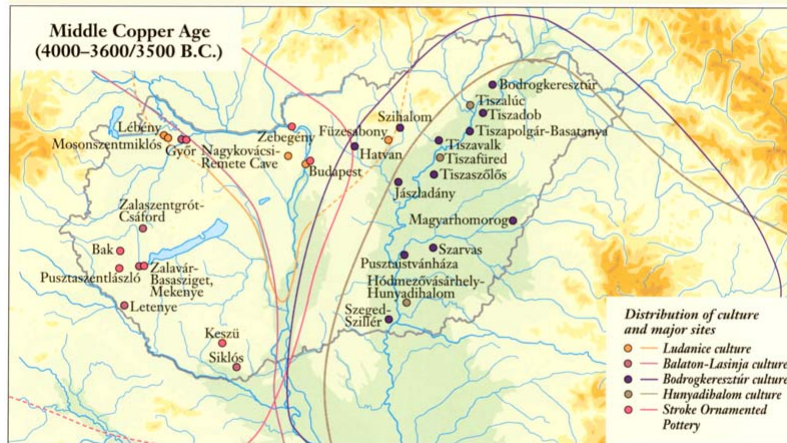 Middle Copper Age
(4000–3600/3500 B.C.)
Bodrogkeresztúr
Tiszalúc
Tiszadob
Szihalom
Füzesabony
Tiszapolgár-Basatanya
Zebegény
Lébény
Mosonszentmiklós
Győr
Nagykovácsi-
Remete Cave
Hatvan
Tiszavalk
Tiszafüred
Budapest
Tiszaszőlős
Jászladány
Zalaszentgrót-
Csáford
Magyarhomorog
Bak
Szarvas
Pusztaistvánháza
Pusztaszentlászló
Zalavár-
Basasziget,
Mekenye
Hódmezővásárhely-
Hunyadihalom
Letenye
Szeged-
Szillér
Keszü
Siklós
Distribution of culture
and major sites
Ludanice culture
Balaton-Lasinja culture
Bodrogkeresztúr culture
Hunyadihalom culture
Stroke Ornamented
Pottery